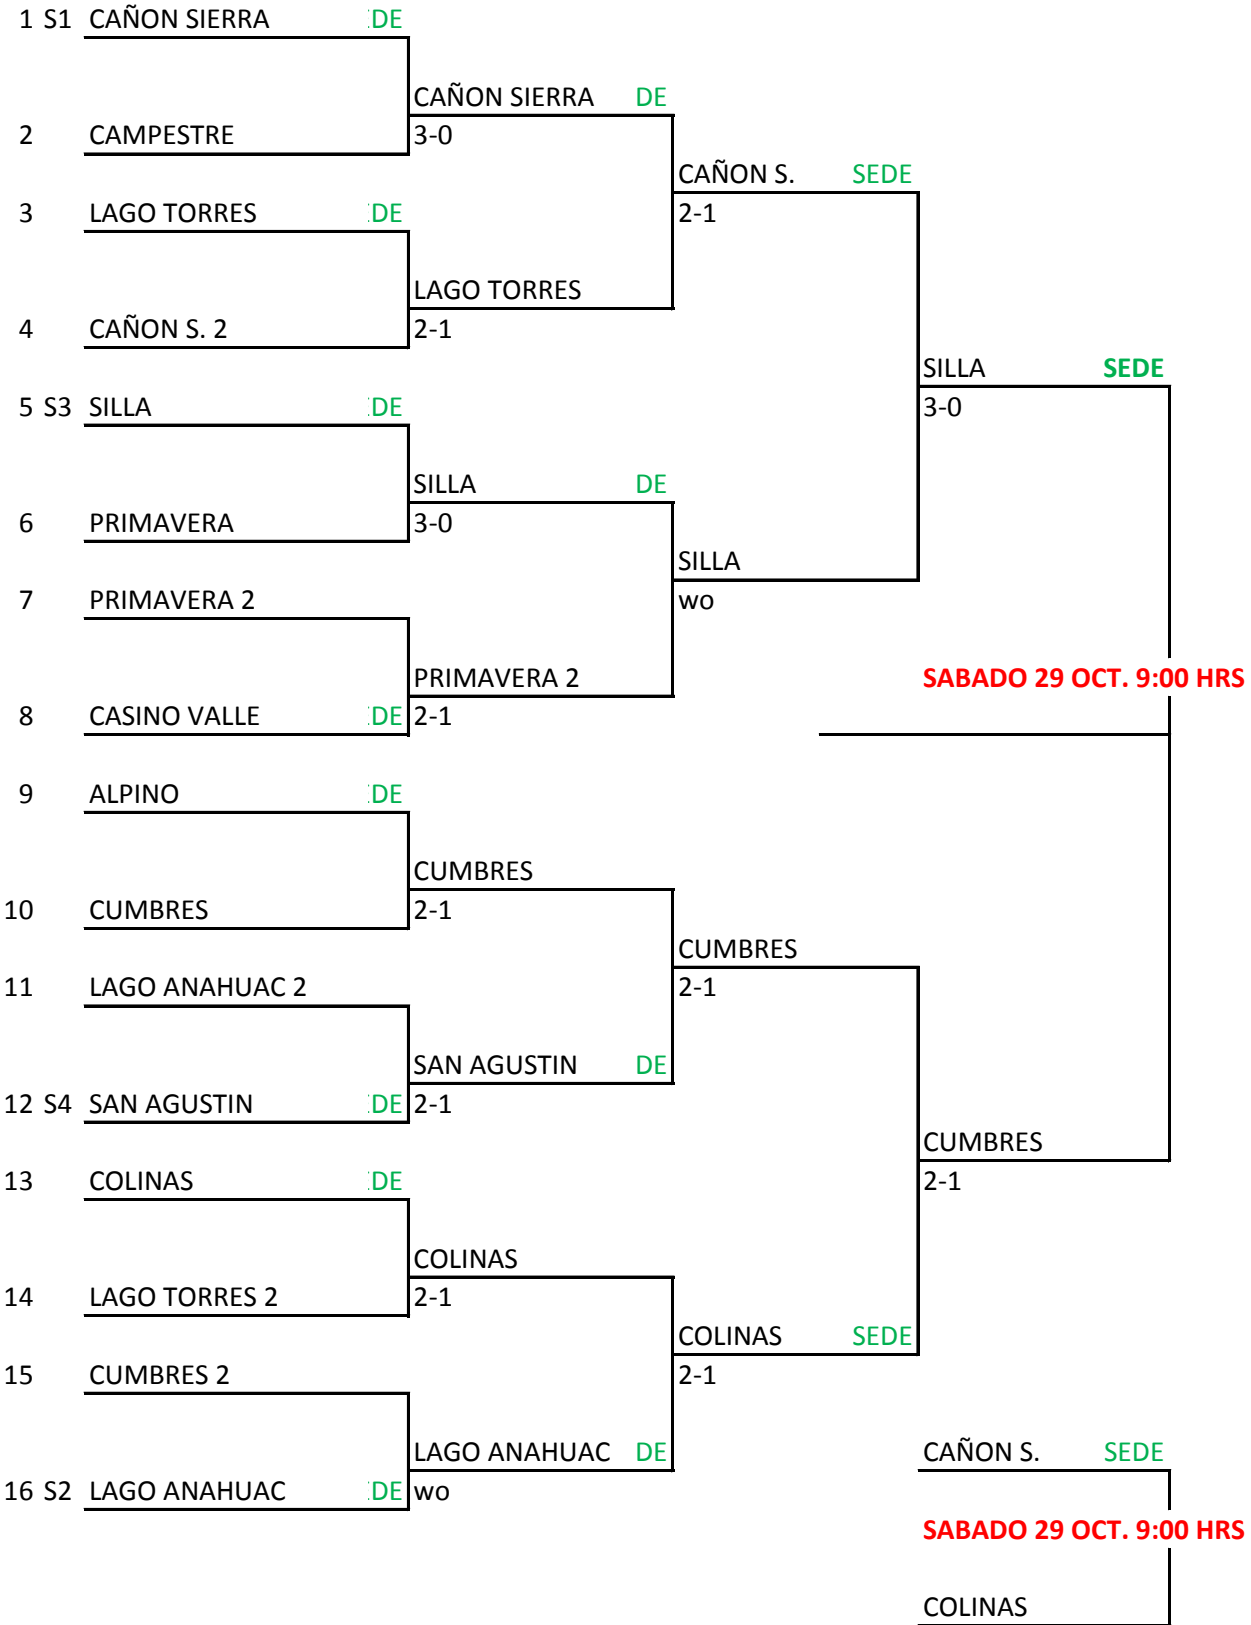 1 S1 CAÑON SIERRA DE
CAÑON SIERRA DE
2 CAMPESTRE 3-0
CAÑON S. SEDE
3 LAGO TORRES DE 2-1
LAGO TORRES
4 CAÑON S. 2 2-1
SILLA SEDE
5 S3 SILLA DE 3-0
SILLA DE
6 PRIMAVERA 3-0
SILLA
7 PRIMAVERA 2 wo
PRIMAVERA 2 SABADO 29 OCT. 9:00 HRS
8 CASINO VALLE DE 2-1
9 ALPINO DE
CUMBRES
10 CUMBRES 2-1
CUMBRES
11 LAGO ANAHUAC 2 2-1
SAN AGUSTIN DE
12 S4 SAN AGUSTIN DE 2-1
CUMBRES
13 COLINAS DE 2-1
COLINAS
14 LAGO TORRES 2 2-1
COLINAS SEDE
15 CUMBRES 2 2-1
LAGO ANAHUAC DE CAÑON S. SEDE
16 S2 LAGO ANAHUAC DE wo
SABADO 29 OCT. 9:00 HRS
COLINAS